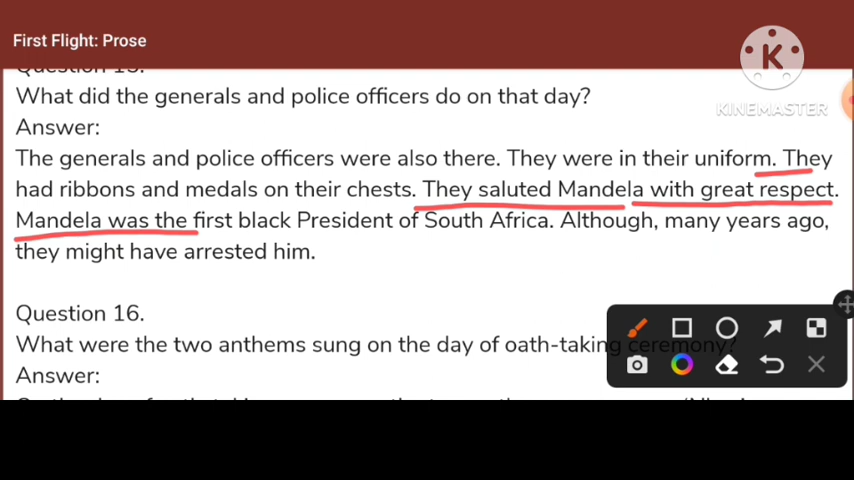 First Flight: Prose
K
KINEMASTER
Question 15.
What did the generals and police officers do on that day?
Answer:
The generals and police officers were also there. They were in their uniform. They
had ribbons and medals on their chests. They saluted Mandela with great respect.
Mandela was the first black President of South Africa. Although, many years ago,
they might have arrested him.
Question 16.
What were the two anthems sung on the day of oath-taking ceremony?
Answer: